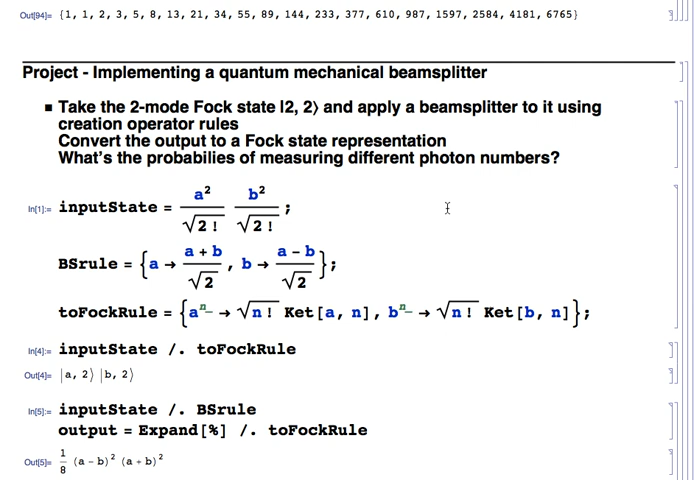 Out[94]= {1, 1, 2, 3, 5, 8, 13, 21, 34, 55, 89, 144, 233, 377, 610, 987, 1597, 2584, 4181, 6765}
Project - Implementing a quantum mechanical beamsplitter
▪ Take the 2-mode Fock state |2, 2⟩ and apply a beamsplitter to it using
creation operator rules
Convert the output to a Fock state representation
What's the probabilies of measuring different photon numbers?
In[1]:= inputState = a²/√2! b²/√2! ;
BSrule = {a → (a + b)/√2, b → (a - b)/√2};
toFockRule = {a^n_ → √n! Ket[a, n], b^n_ → √n! Ket[b, n]};
In[4]:= inputState /. toFockRule
Out[4]= |a, 2⟩ |b, 2⟩
In[5]:= inputState /. BSrule
output = Expand[%] /. toFockRule
Out[5]= 1/8 (a - b)² (a + b)²